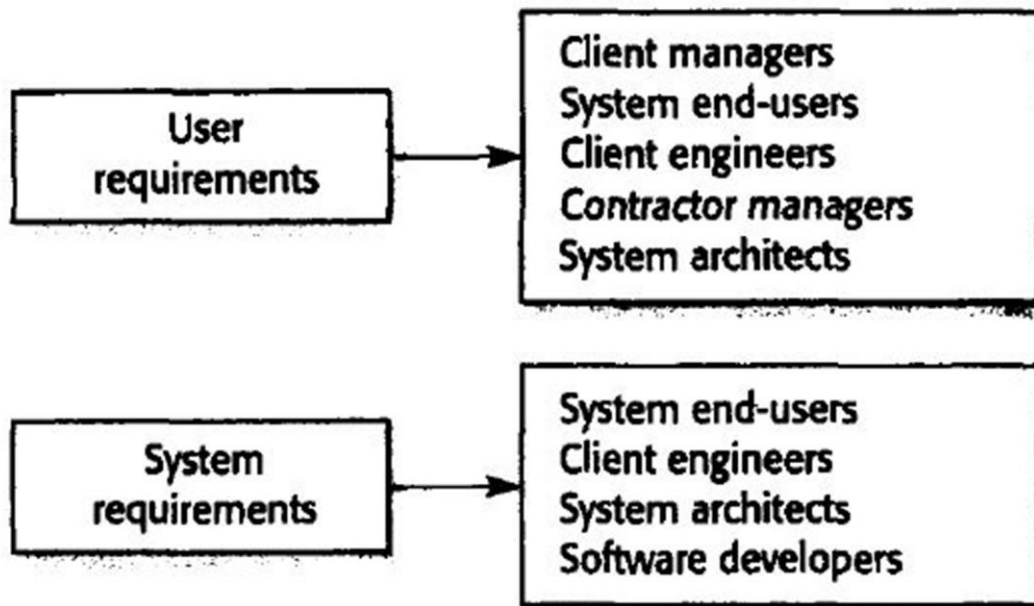 User
requirements
Client managers
System end-users
Client engineers
Contractor managers
System architects
System
requirements
System end-users
Client engineers
System architects
Software developers